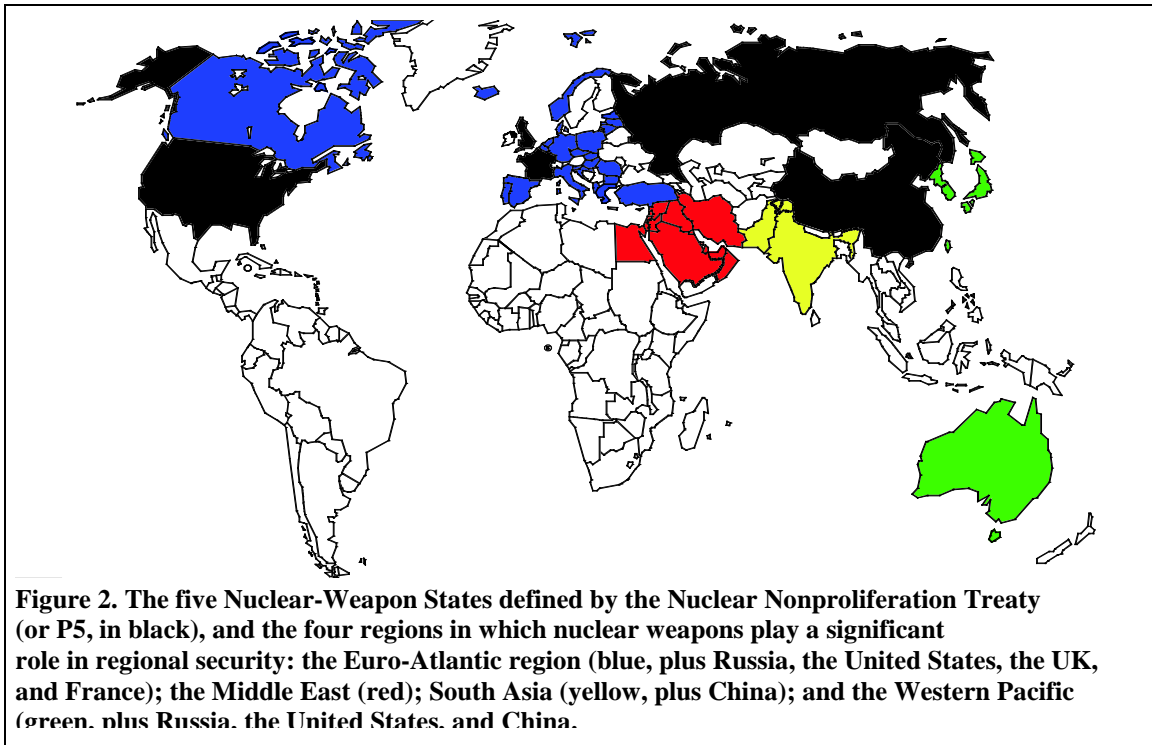 Figure 2. The five Nuclear-Weapon States defined by the Nuclear Nonproliferation Treaty
(or P5, in black), and the four regions in which nuclear weapons play a significant
role in regional security: the Euro-Atlantic region (blue, plus Russia, the United States, the UK,
and France); the Middle East (red); South Asia (yellow, plus China); and the Western Pacific
(green, plus Russia, the United States, and China.